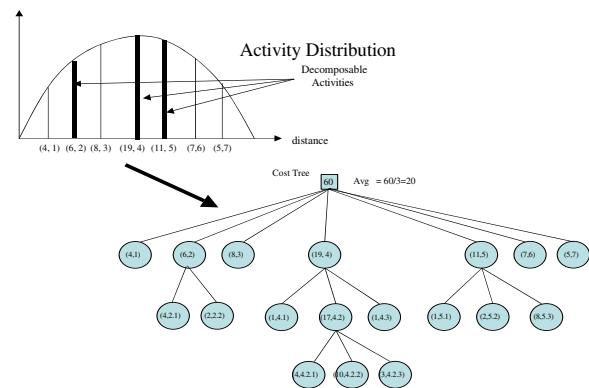 Activity Distribution
Decomposable
Activities
distance
(4, 1) (6, 2) (8, 3) (19, 4) (11, 5) (7,6) (5,7)
Cost Tree
60
Avg = 60/3=20
(4,1) (6,2) (8,3) (19, 4) (11,5) (7,6) (5,7)
(4,2.1) (2,2.2) (1,4.1) (17,4.2) (1,4.3) (1,5.1) (2,5.2) (8,5.3)
4,4.2.1) (10,4.2.2) (3,4.2.3)